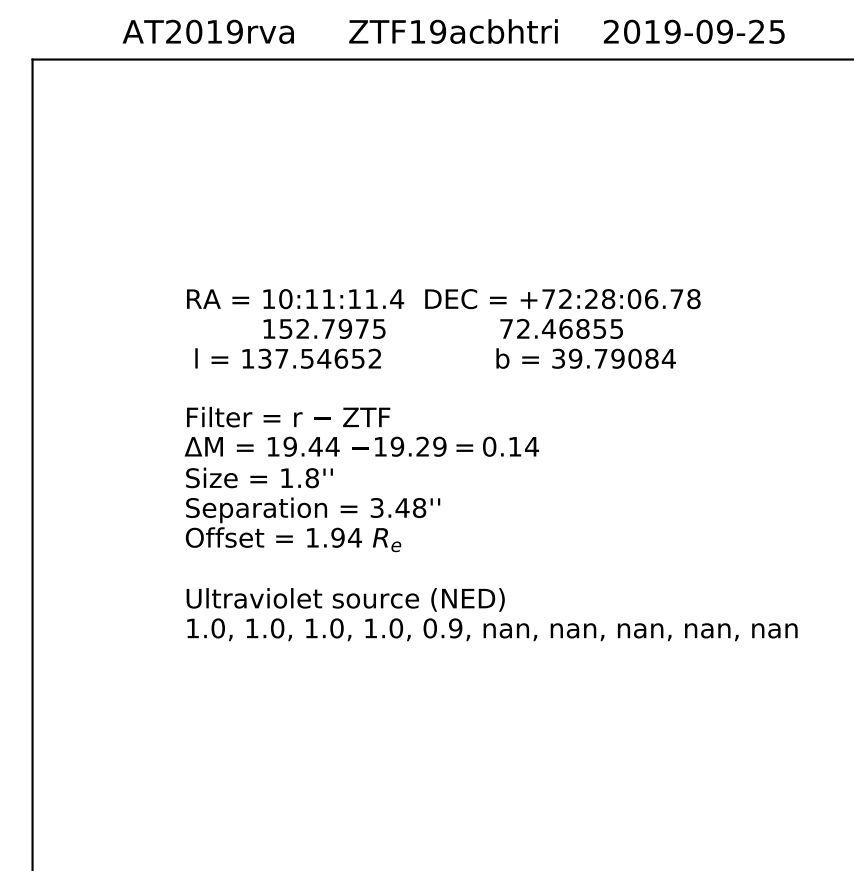 AT2019rva ZTF19acbhtri 2019-09-25
RA = 10:11:11.4 DEC = +72:28:06.78
152.7975 72.46855
l = 137.54652 b = 39.79084
Filter = r − ZTF
ΔM = 19.44 −19.29 = 0.14
Size = 1.8''
Separation = 3.48''
Offset = 1.94 Re
Ultraviolet source (NED)
1.0, 1.0, 1.0, 1.0, 0.9, nan, nan, nan, nan, nan